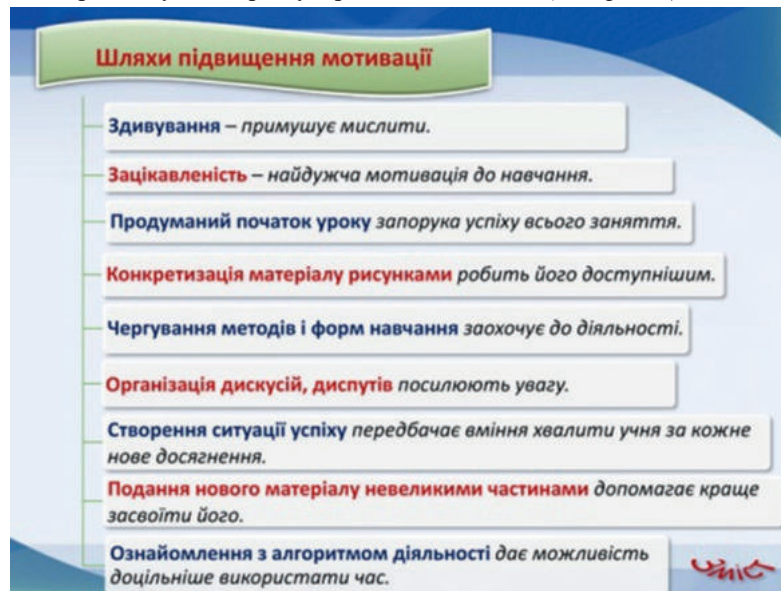 Шляхи підвищення мотивації
Здивування – примушує мислити.
Зацікавленість – найдужча мотивація до навчання.
Продуманий початок уроку запорука успіху всього заняття.
Конкретизація матеріалу рисунками робить його доступнішим.
Чергування методів і форм навчання заохочує до діяльності.
Організація дискусій, диспутів посилюють увагу.
Створення ситуації успіху передбачає вміння хвалити учня за кожне
нове досягнення.
Подання нового матеріалу невеликими частинами допомагає краще
засвоїти його.
Ознайомлення з алгоритмом діяльності дає можливість
доцільніше використати час.